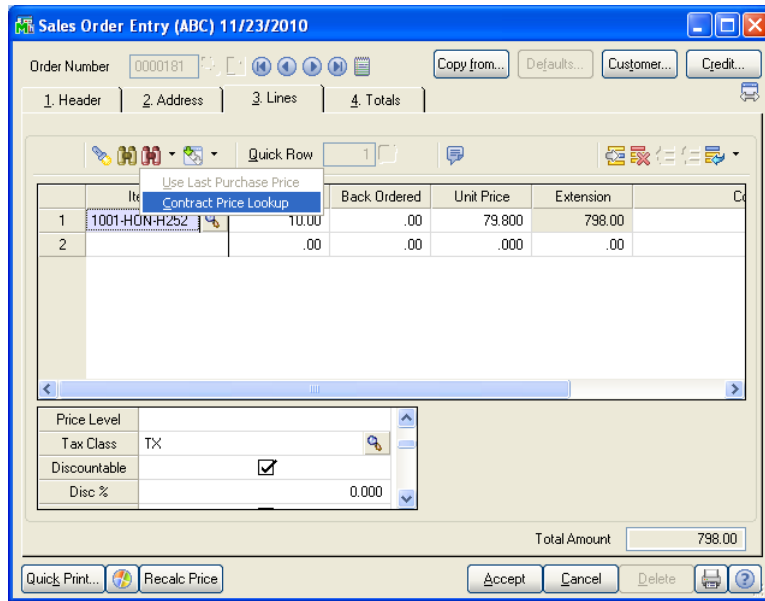 Sales Order Entry (ABC) 11/23/2010
Order Number 0000181 Copy from... Defaults... Customer... Credit...
1. Header 2. Address 3. Lines 4. Totals
Quick Row 1
Use Last Purchase Price
Contract Price Lookup
Ite Back Ordered Unit Price Extension Co
1 1001-HON-H252 10.00 .00 79.800 798.00
2 .00 .00 .000 .00
Price Level
Tax Class TX
Discountable
Disc % 0.000
Total Amount 798.00
Quick Print... Recalc Price Accept Cancel Delete